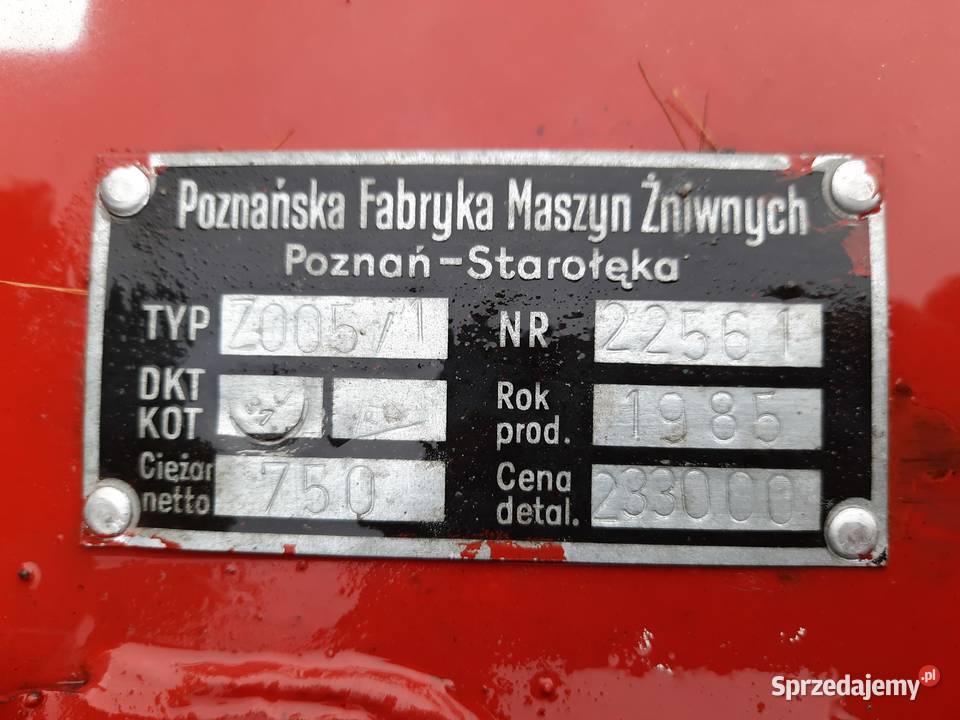 Poznańska Fabryka Maszyn Żniwnych
Poznań-Starołęka
TYP Z005/1 NR 22561
DKT
KOT
Rok
prod. 1985
Ciężar
netto 750
Cena
detal. 233000
Sprzedajemy.pl